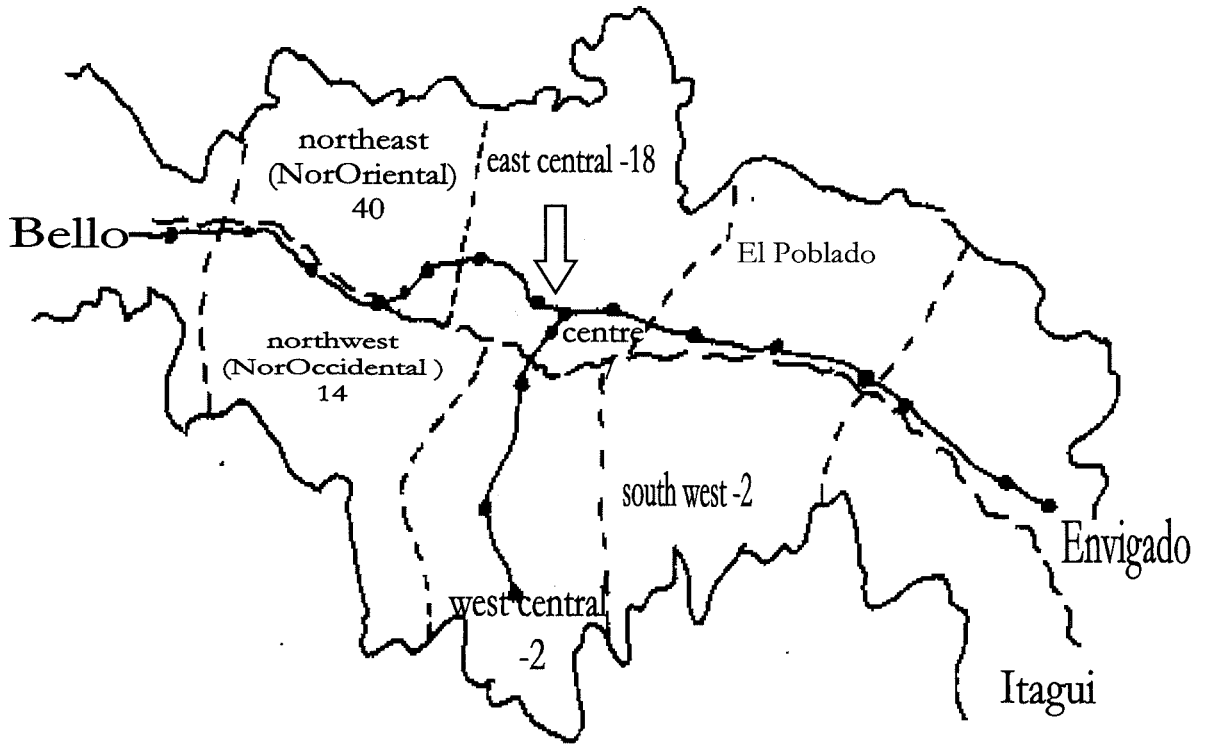 northeast
(NorOriental)
40
east central -18
Bello
El Poblado
centre
northwest
(NorOccidental )
14
south west -2
Envigado
west central
-2
Itagui